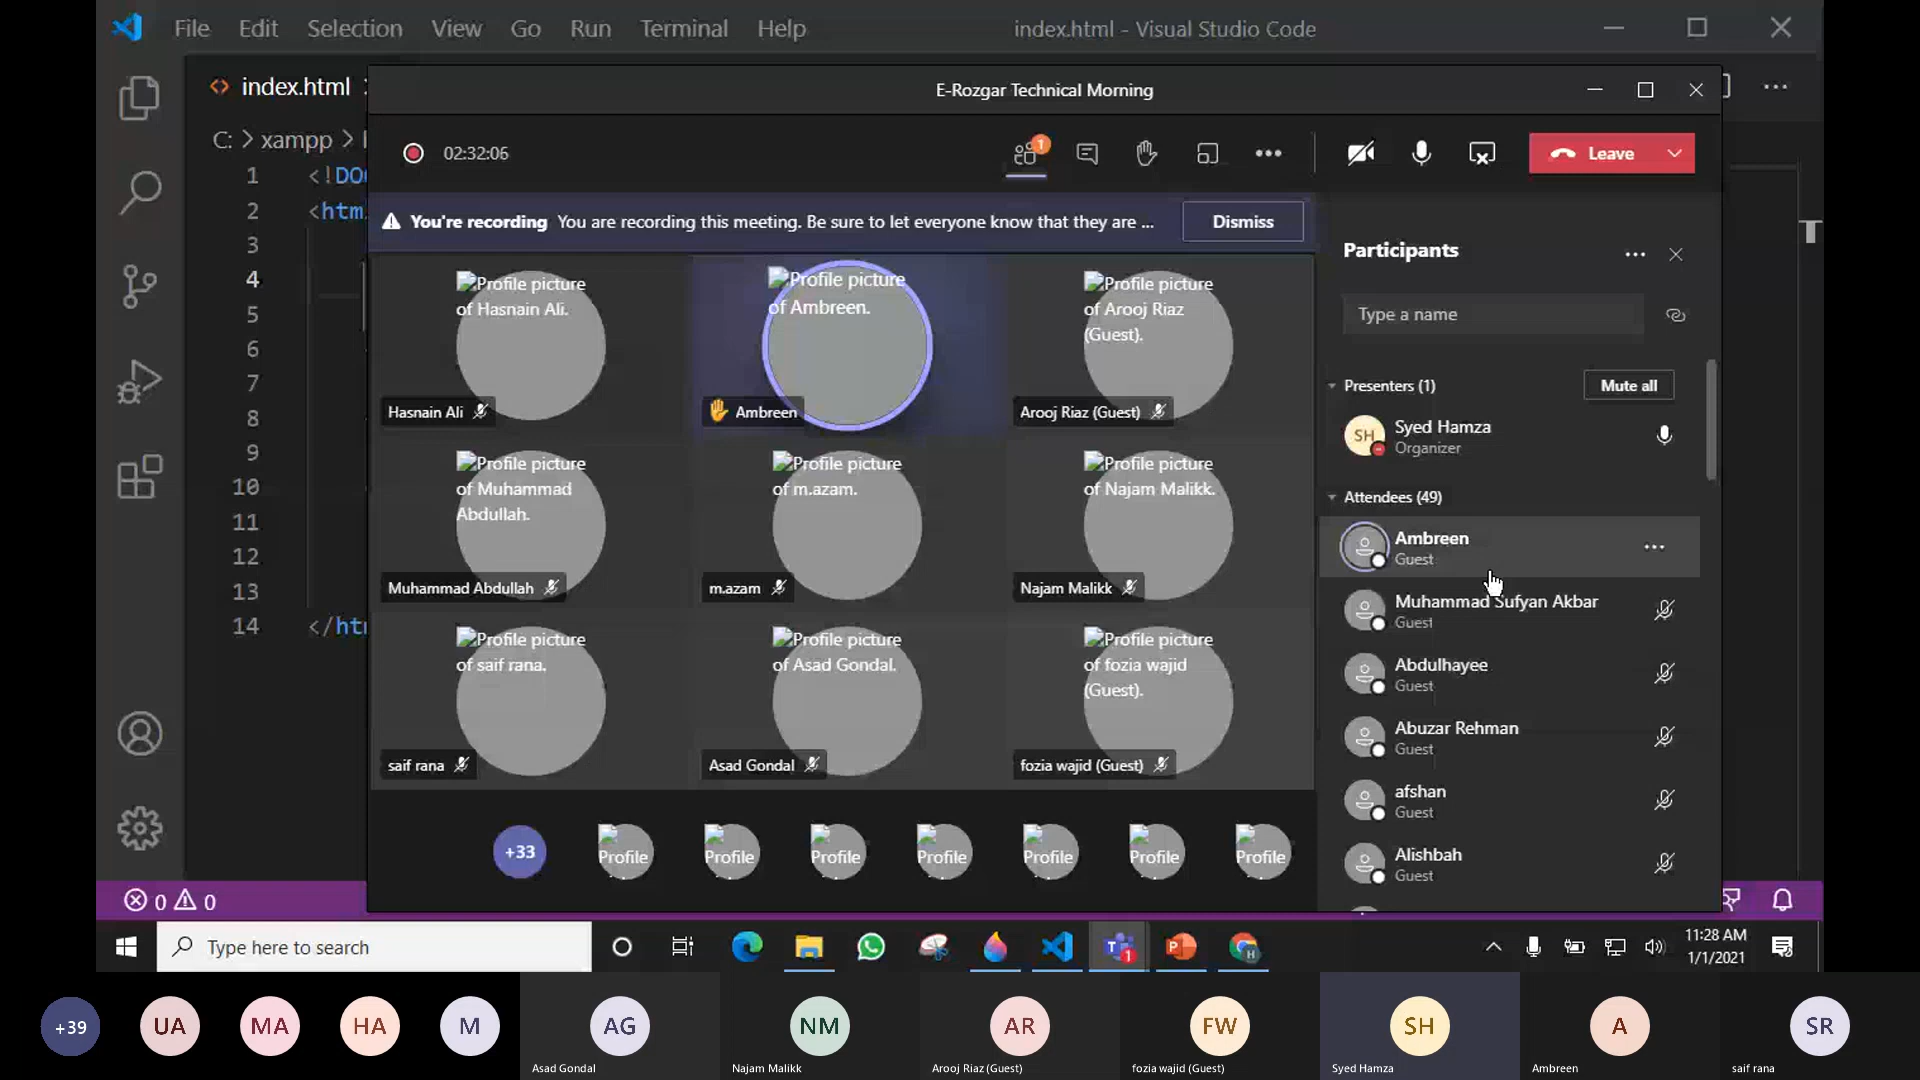 File Edit Selection View Go Run Terminal Help
index.html - Visual Studio Code
index.html
C: > xampp >
1 <!DO
2 <htm
3
4
5
6
7
8
9
10
11
12
13
14 </ht
E-Rozgar Technical Morning
02:32:06
1
Leave
You're recording You are recording this meeting. Be sure to let everyone know that they are ...
Dismiss
Profile picture
of Hasnain Ali.
Hasnain Ali
Profile picture
of Ambreen.
Ambreen
Profile picture
of Arooj Riaz
(Guest).
Arooj Riaz (Guest)
Profile picture
of Muhammad
Abdullah.
Muhammad Abdullah
Profile picture
of m.azam.
m.azam
Profile picture
of Najam Malikk.
Najam Malikk
Profile picture
of saif rana.
saif rana
Profile picture
of Asad Gondal.
Asad Gondal
Profile picture
of fozia wajid
(Guest).
fozia wajid (Guest)
+33
Profile
Profile
Profile
Profile
Profile
Profile
Profile
Participants
Type a name
Presenters (1)
Mute all
SH
Syed Hamza
Organizer
Attendees (49)
Ambreen
Guest
Muhammad Sufyan Akbar
Guest
Abdulhayee
Guest
Abuzar Rehman
Guest
afshan
Guest
Alishbah
Guest
0 0
Type here to search
1
H
11:28 AM
1/1/2021
+39
UA
MA
HA
M
AG
Asad Gondal
NM
Najam Malikk
AR
Arooj Riaz (Guest)
FW
fozia wajid (Guest)
SH
Syed Hamza
A
Ambreen
SR
saif rana